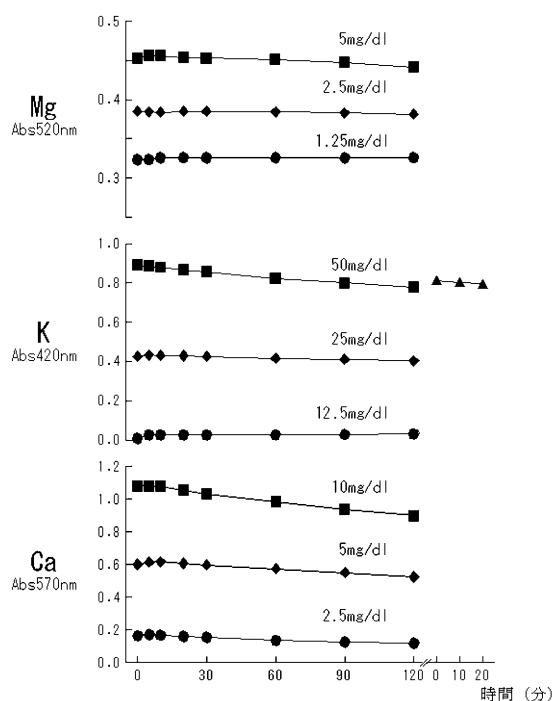 0.5
5mg/dl
2.5mg/dl
Mg
0.4
Abs520nm
1.25mg/dl
0.3
1.0
50mg/dl
0.8
0.6
K
25mg/dl
Abs420nm
0.4
0.2
12.5mg/dl
0.0
1.2
10mg/dl
1.0
0.8
5mg/dl
Ca
0.6
Abs570nm
0.4
2.5mg/dl
0.2
0.0
0 30 60 90 120 0 10 20
時間 (分)